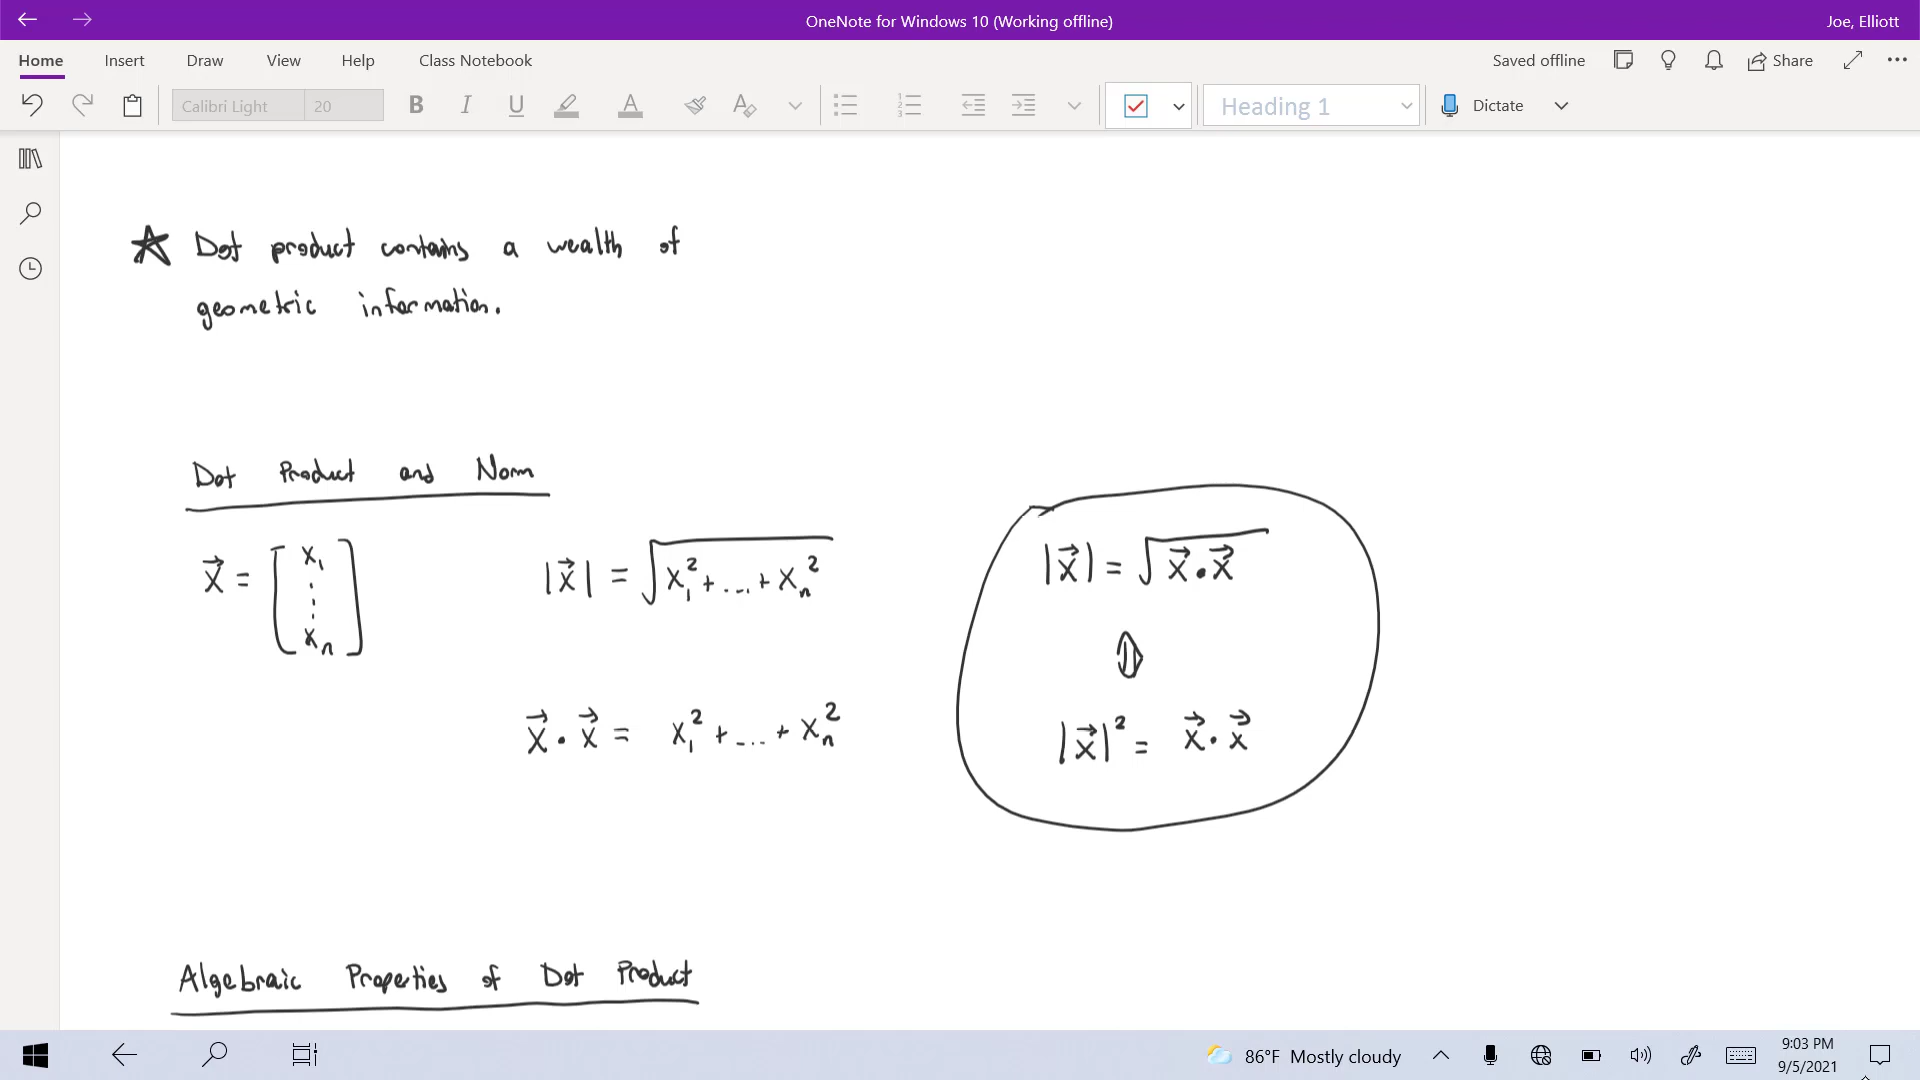 OneNote for Windows 10 (Working offline)
Joe, Elliott
Home Insert Draw View Help Class Notebook
Saved offline Share
Calibri Light 20 B I U A A Heading 1 Dictate
☆ Dot product contains a wealth of
geometric information.
Dot Product and Norm
x⃗ = [x₁ ⋮ xₙ] |x⃗| = √(x₁² + ... + xₙ²)
x⃗ · x⃗ = x₁² + ... + xₙ²
|x⃗| = √(x⃗ · x⃗)
⇕
|x⃗|² = x⃗ · x⃗
Algebraic Properties of Dot Product
86°F Mostly cloudy
9:03 PM
9/5/2021